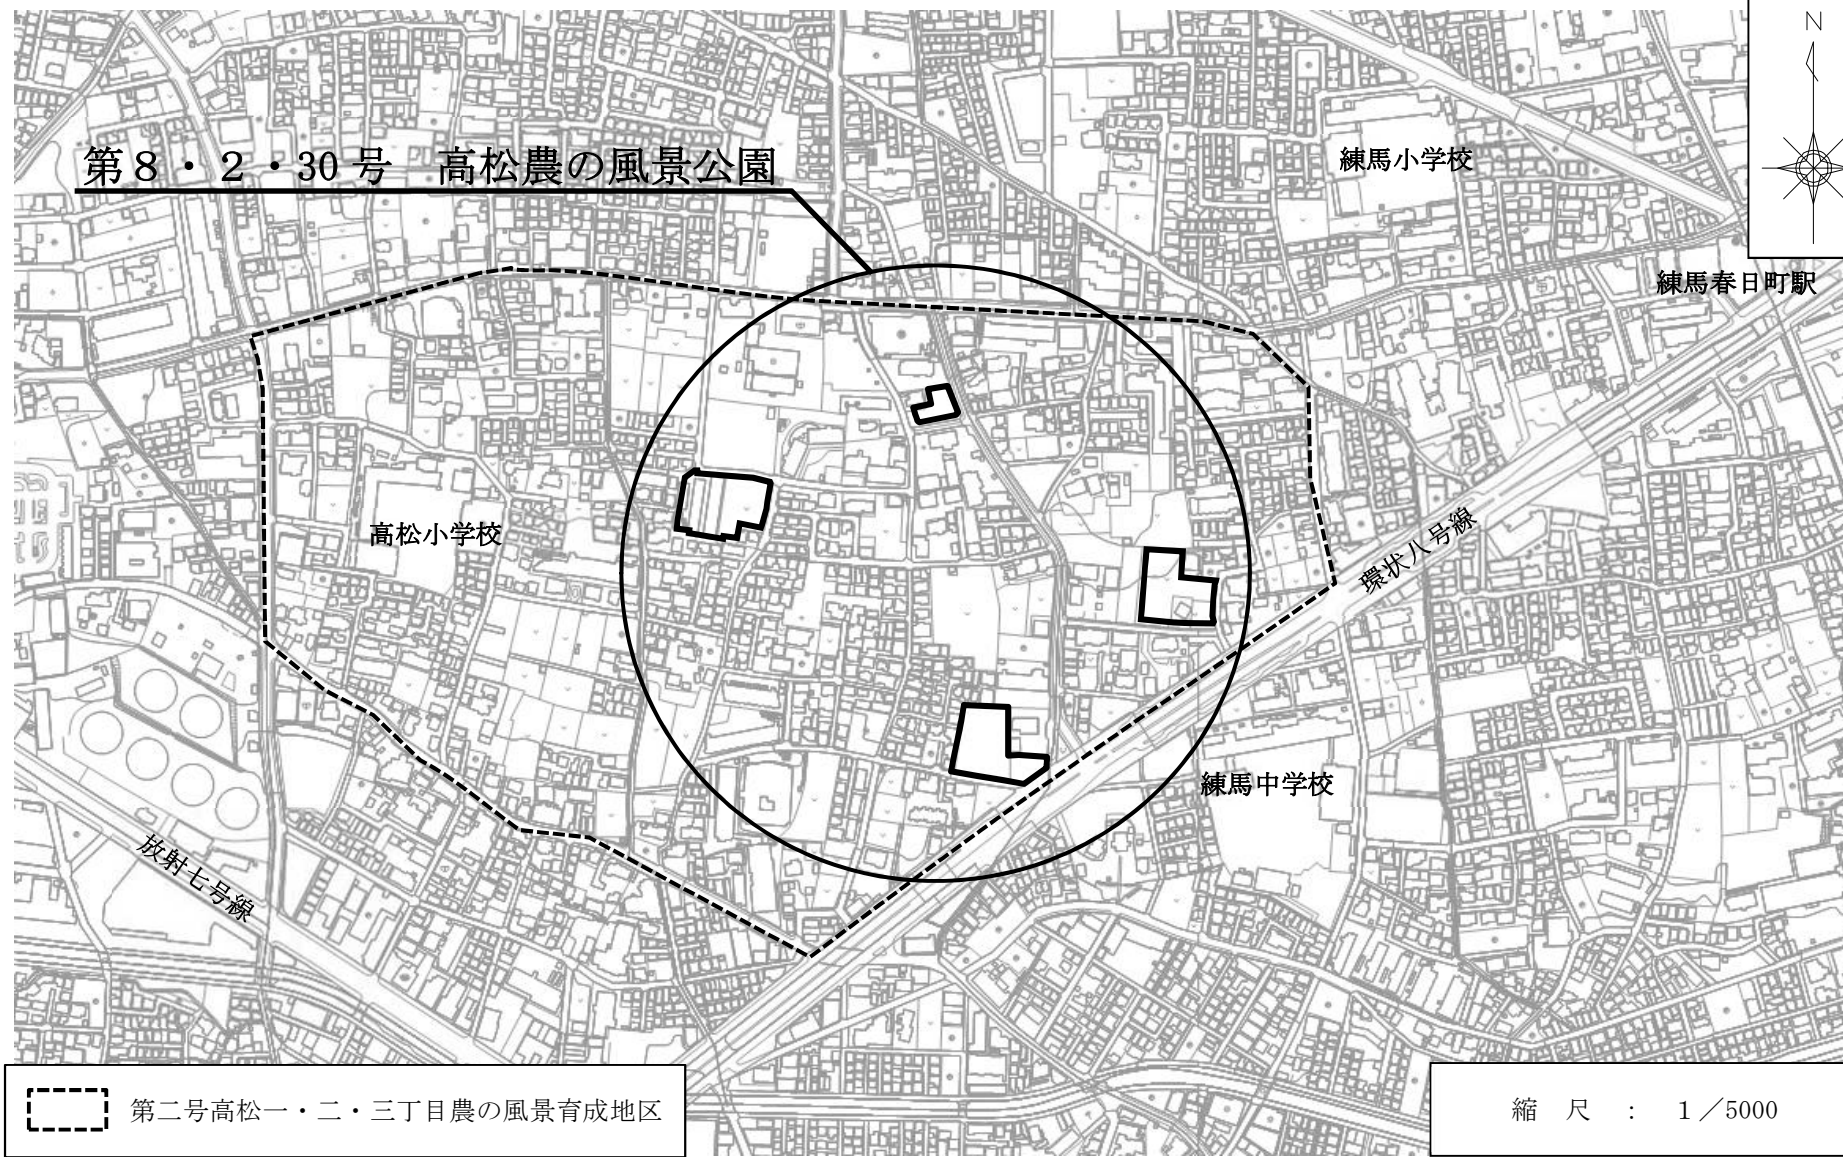 N
第８・２・30号　高松農の風景公園
練馬小学校
練馬春日町駅
高松小学校
環状八号線
練馬中学校
放射七号線
第二号高松一・二・三丁目農の風景育成地区
縮　尺　：　１／5000